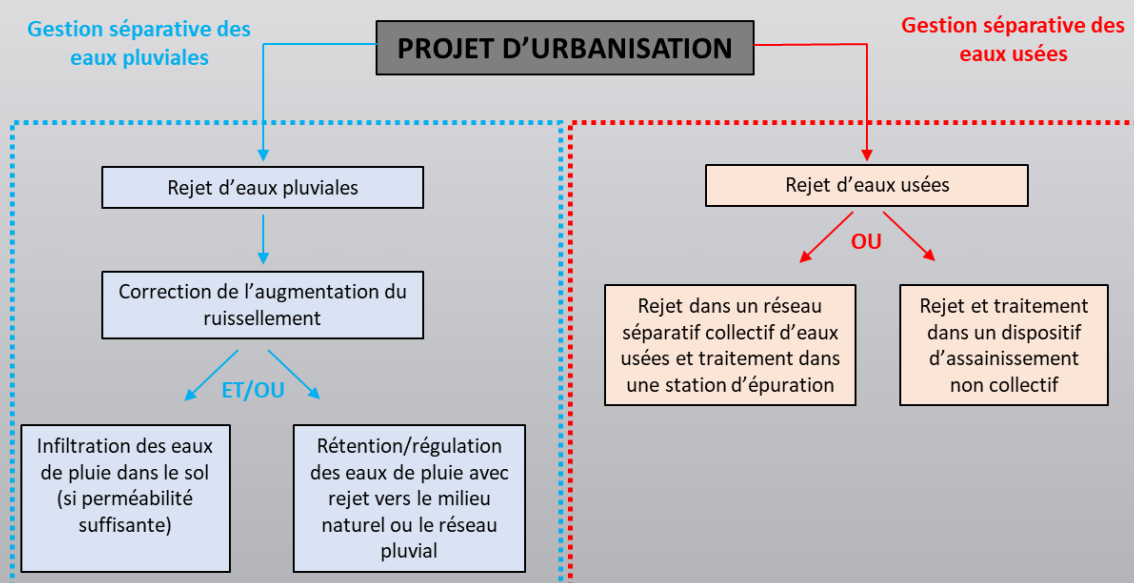 Gestion séparative des
eaux pluviales
PROJET D'URBANISATION
Gestion séparative des
eaux usées
Rejet d'eaux pluviales
Correction de l'augmentation du
ruissellement
ET/OU
Infiltration des eaux
de pluie dans le sol
(si perméabilité
suffisante)
Rétention/régulation
des eaux de pluie avec
rejet vers le milieu
naturel ou le réseau
pluvial
Rejet d'eaux usées
OU
Rejet dans un réseau
séparatif collectif d'eaux
usées et traitement dans
une station d'épuration
Rejet et traitement
dans un dispositif
d'assainissement
non collectif